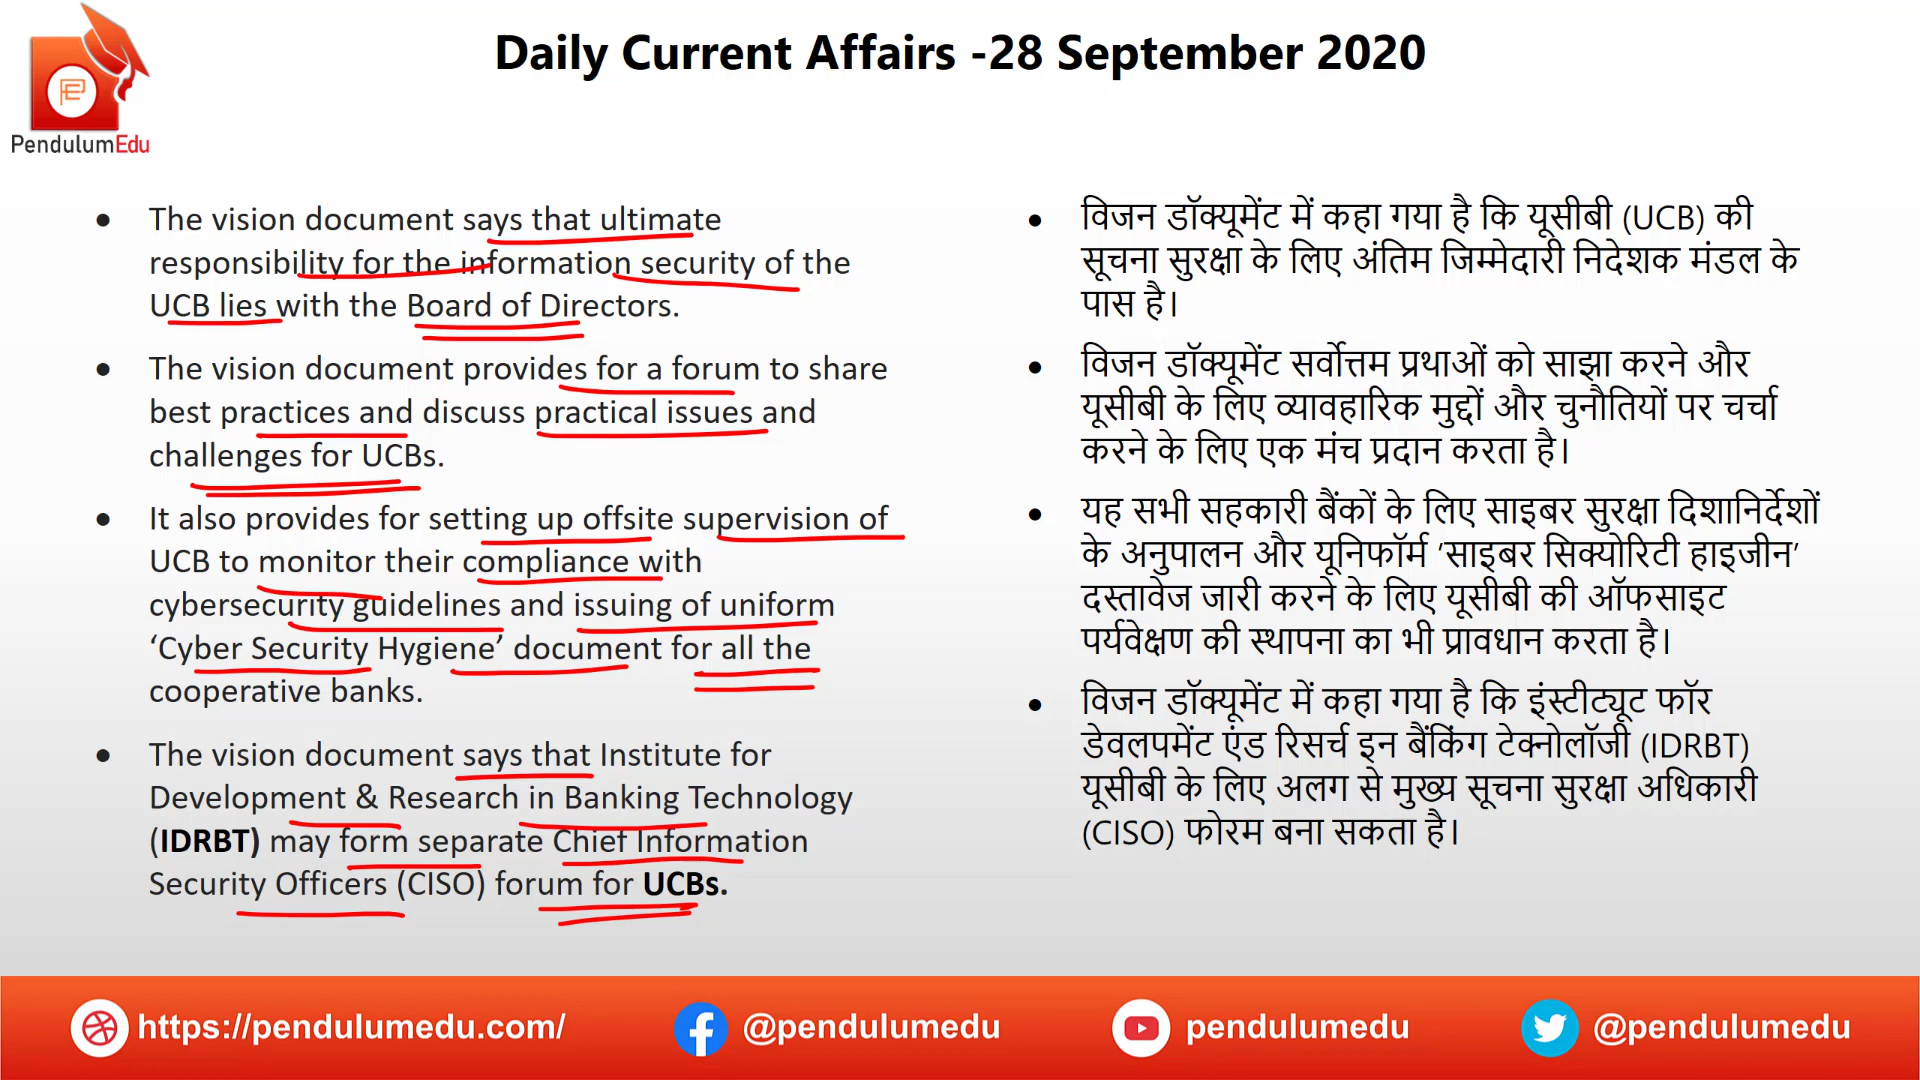 Daily Current Affairs -28 September 2020
PendulumEdu
• The vision document says that ultimate
responsibility for the information security of the
UCB lies with the Board of Directors.
• The vision document provides for a forum to share
best practices and discuss practical issues and
challenges for UCBs.
• It also provides for setting up offsite supervision of
UCB to monitor their compliance with
cybersecurity guidelines and issuing of uniform
‘Cyber Security Hygiene’ document for all the
cooperative banks.
• The vision document says that Institute for
Development & Research in Banking Technology
(IDRBT) may form separate Chief Information
Security Officers (CISO) forum for UCBs.
• विजन डॉक्यूमेंट में कहा गया है कि यूसीबी (UCB) की
सूचना सुरक्षा के लिए अंतिम जिम्मेदारी निदेशक मंडल के
पास है।
• विजन डॉक्यूमेंट सर्वोत्तम प्रथाओं को साझा करने और
यूसीबी के लिए व्यावहारिक मुद्दों और चुनौतियों पर चर्चा
करने के लिए एक मंच प्रदान करता है।
• यह सभी सहकारी बैंकों के लिए साइबर सुरक्षा दिशानिर्देशों
के अनुपालन और यूनिफॉर्म ’साइबर सिक्योरिटी हाइजीन’
दस्तावेज जारी करने के लिए यूसीबी की ऑफसाइट
पर्यवेक्षण की स्थापना का भी प्रावधान करता है।
• विजन डॉक्यूमेंट में कहा गया है कि इंस्टीट्यूट फॉर
डेवलपमेंट एंड रिसर्च इन बैंकिंग टेक्नोलॉजी (IDRBT)
यूसीबी के लिए अलग से मुख्य सूचना सुरक्षा अधिकारी
(CISO) फोरम बना सकता है।
https://pendulumedu.com/ @pendulumedu pendulumedu @pendulumedu